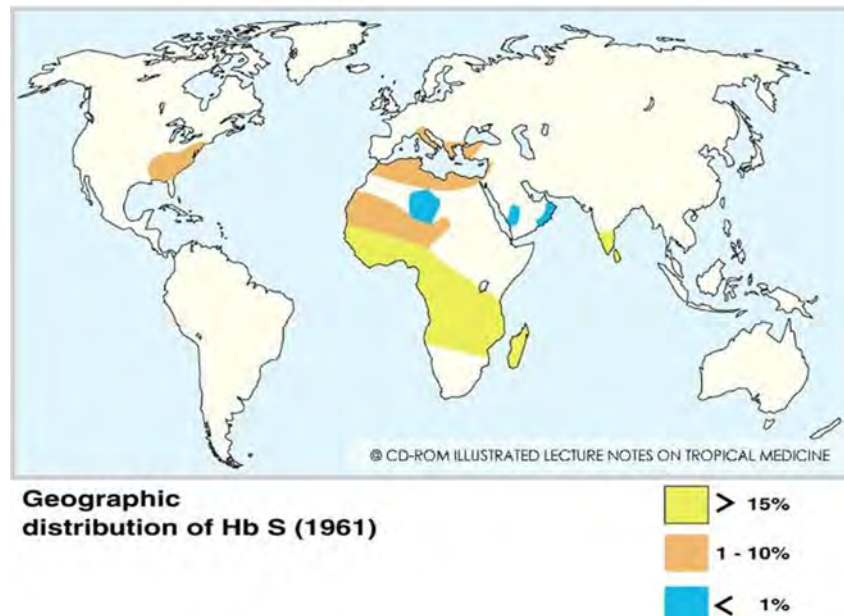 @ CD-ROM ILLUSTRATED LECTURE NOTES ON TROPICAL MEDICINE
Geographic
distribution of Hb S (1961)
> 15%
1 - 10%
< 1%